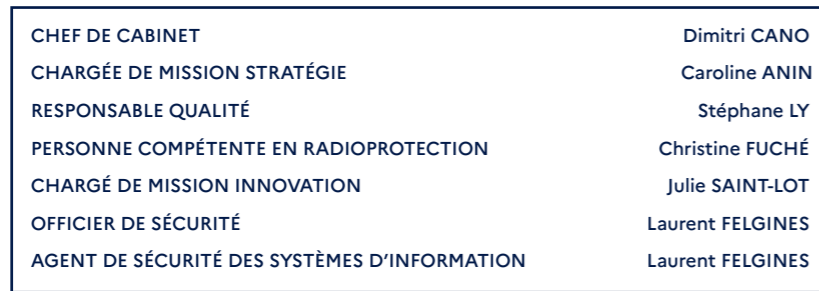 CHEF DE CABINET Dimitri CANO
CHARGÉE DE MISSION STRATÉGIE Caroline ANIN
RESPONSABLE QUALITÉ Stéphane LY
PERSONNE COMPÉTENTE EN RADIOPROTECTION Christine FUCHÉ
CHARGÉ DE MISSION INNOVATION Julie SAINT-LOT
OFFICIER DE SÉCURITÉ Laurent FELGINES
AGENT DE SÉCURITÉ DES SYSTÈMES D’INFORMATION Laurent FELGINES